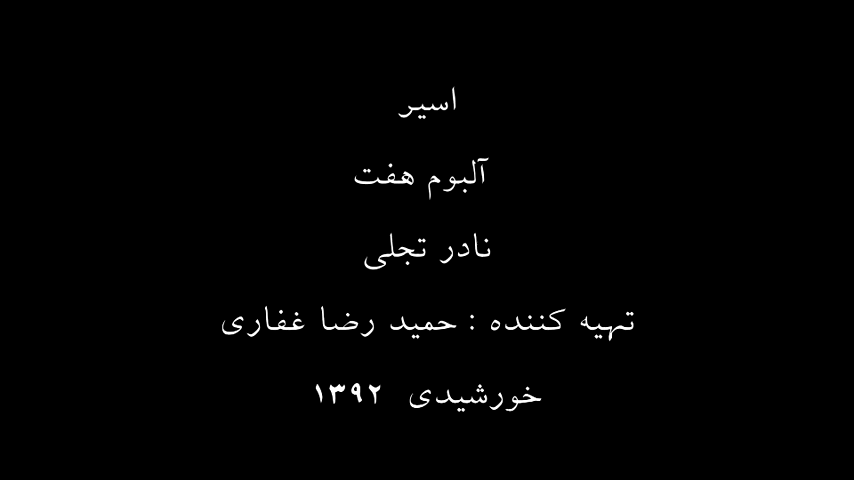 اسیر
آلبوم هفت
نادر تجلی
تهیه کننده : حمید رضا غفاری
خورشیدی ۱۳۹۲